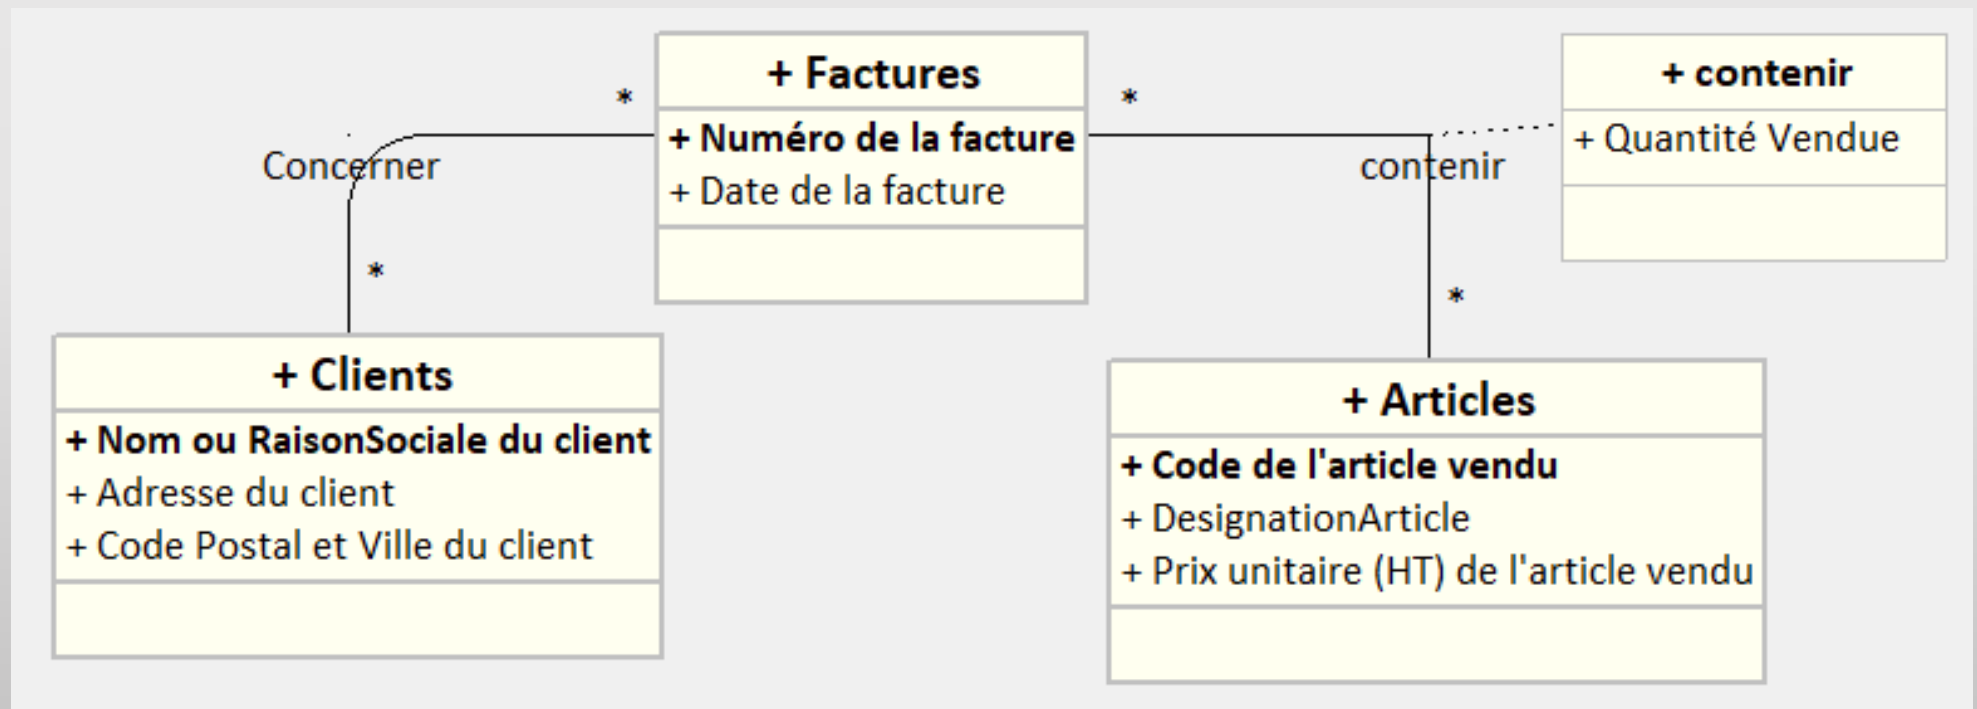 + Factures
+ Numéro de la facture
+ Date de la facture
*
*
Concerner
*
+ Clients
+ Nom ou RaisonSociale du client
+ Adresse du client
+ Code Postal et Ville du client
contenir
*
+ contenir
+ Quantité Vendue
+ Articles
+ Code de l'article vendu
+ DesignationArticle
+ Prix unitaire (HT) de l'article vendu